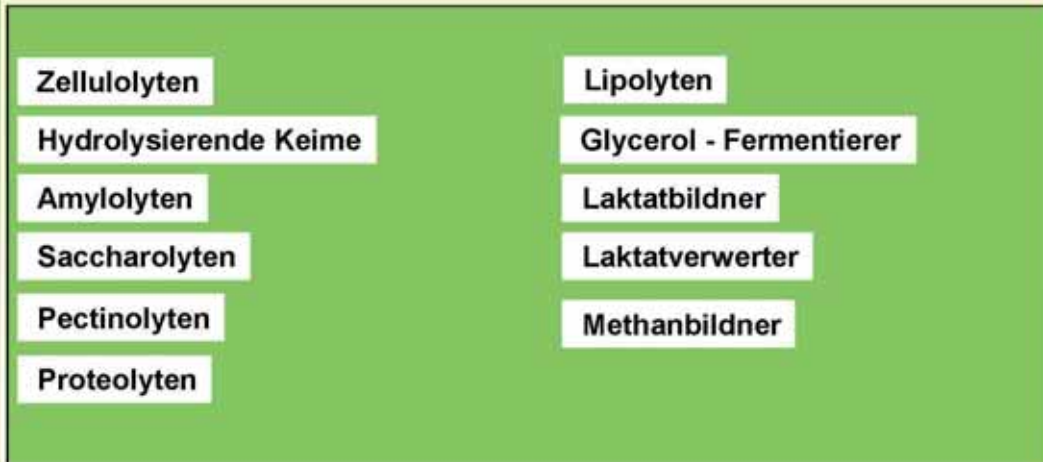 Zellulolyten
Hydrolysierende Keime
Amylolyten
Saccharolyten
Pectinolyten
Proteolyten
Lipolyten
Glycerol - Fermentierer
Laktatbildner
Laktatverwerter
Methanbildner